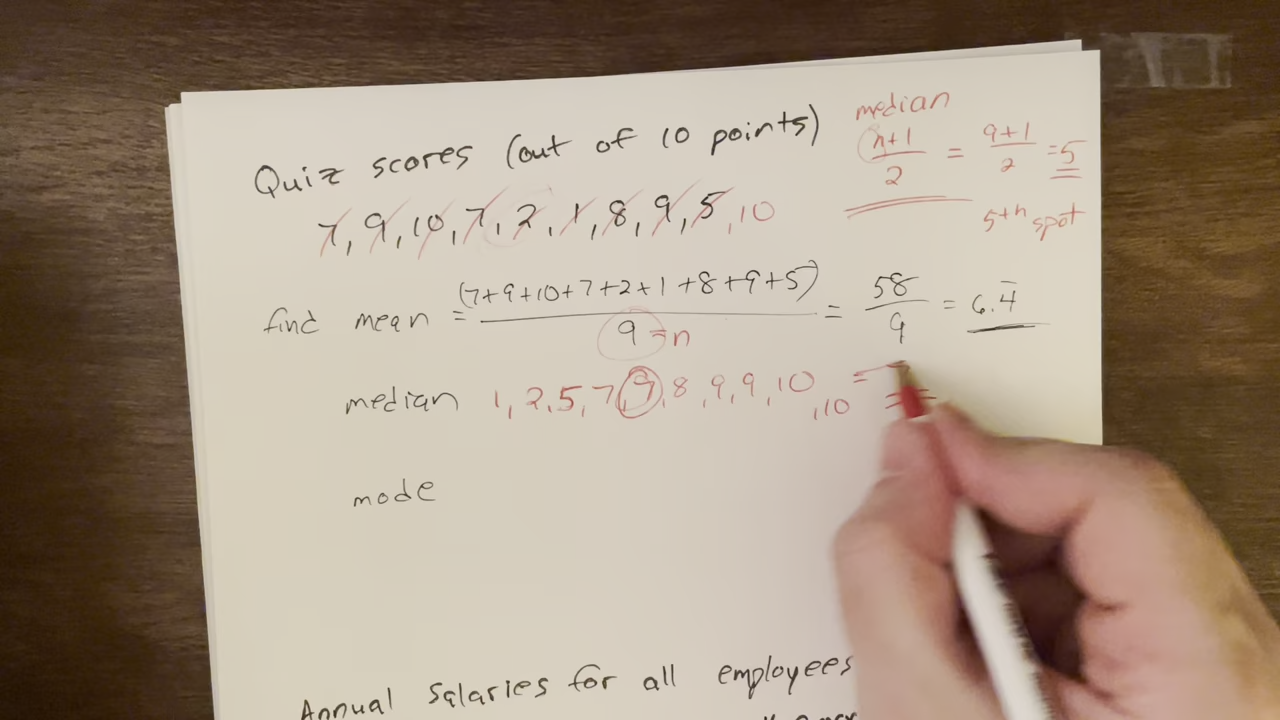 Quiz scores (out of 10 points)
7, 9, 10, 7, 2, 1, 8, 9, 5, 10
median
n+1/2 = 9+1/2 = 5
5th spot
find mean = (7+9+10+7+2+1+8+9+5)/9=n = 58/9 = 6.4̅
median 1, 2, 5, 7, 7, 8, 9, 9, 10, 10 =
mode
Annual Salaries for all employees